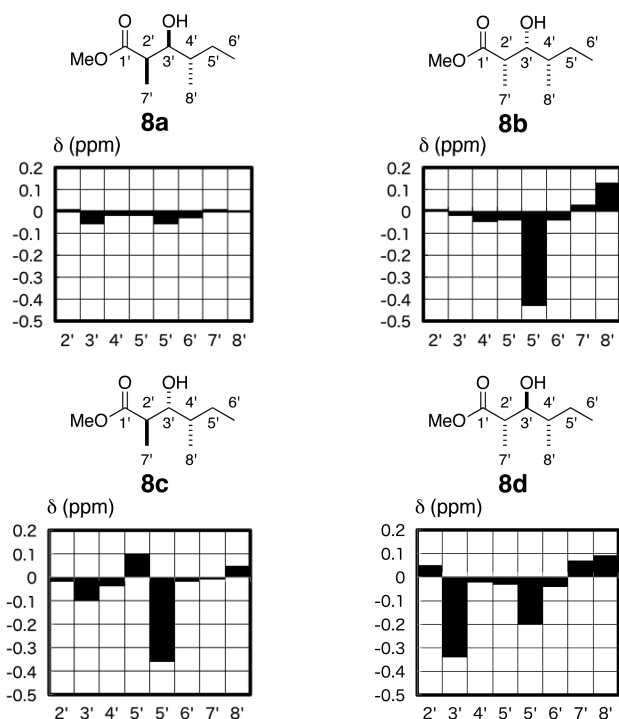 O OH
2' 4' 6'
MeO 1' 3' 5'
7' 8'
8a
δ (ppm)
0.2
0.1
0
-0.1
-0.2
-0.3
-0.4
-0.5
2' 3' 4' 5' 5' 6' 7' 8'
O OH
2' 4' 6'
MeO 1' 3' 5'
7' 8'
8b
δ (ppm)
0.2
0.1
0
-0.1
-0.2
-0.3
-0.4
-0.5
2' 3' 4' 5' 5' 6' 7' 8'
O OH
2' 4' 6'
MeO 1' 3' 5'
7' 8'
8c
δ (ppm)
0.2
0.1
0
-0.1
-0.2
-0.3
-0.4
-0.5
2' 3' 4' 5' 5' 6' 7' 8'
O OH
2' 4' 6'
MeO 1' 3' 5'
7' 8'
8d
δ (ppm)
0.2
0.1
0
-0.1
-0.2
-0.3
-0.4
-0.5
2' 3' 4' 5' 5' 6' 7' 8'